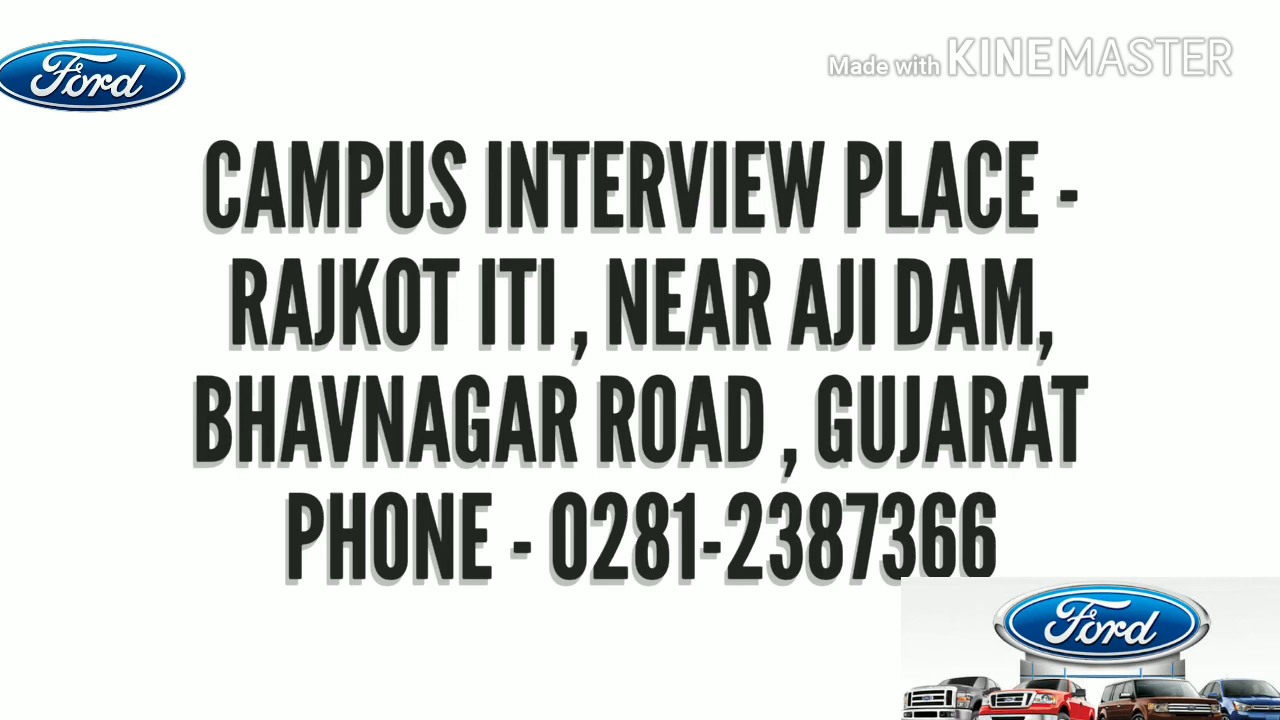 Ford
Made with KINEMASTER
CAMPUS INTERVIEW PLACE -
RAJKOT ITI , NEAR AJI DAM,
BHAVNAGAR ROAD , GUJARAT
PHONE - 0281-2387366
Ford